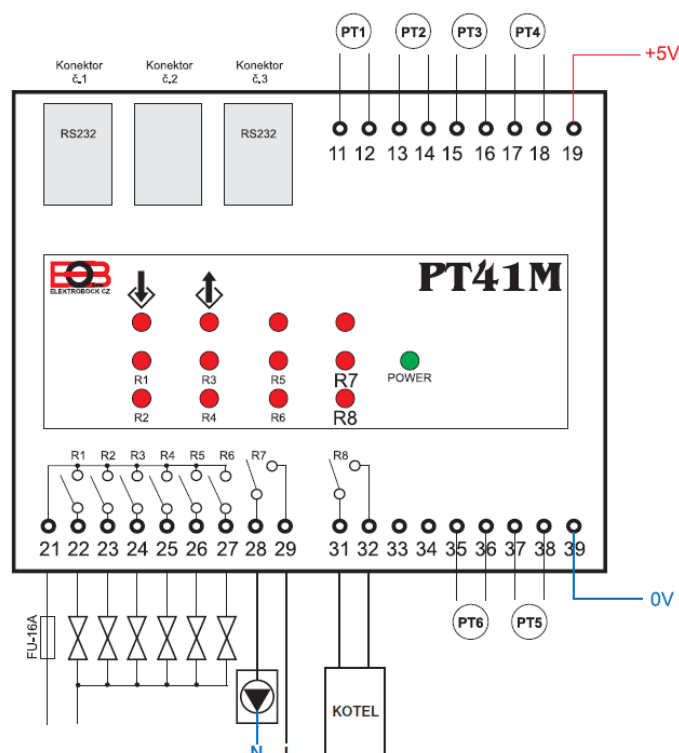 PT1 PT2 PT3 PT4
+5V
Konektor č.1
Konektor č.2
Konektor č.3
RS232 RS232
11 12 13 14 15 16 17 18 19
ELEKTROBOCK CZ
PT41M
R1 R3 R5 R7 POWER
R2 R4 R6 R8
R1 R2 R3 R4 R5 R6 R7 R8
21 22 23 24 25 26 27 28 29 31 32 33 34 35 36 37 38 39
0V
FU-16A
PT6 PT5
KOTEL
N L